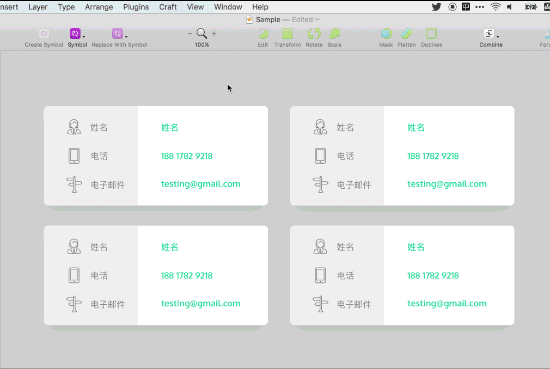 nsert Layer Type Arrange Plugins Craft View Window Help
Sample — Edited
Create Symbol Symbol Replace With Symbol 100% Edit Transform Rotate Scale Mask Flatten Outlines Combine
姓名 姓名 姓名 姓名
电话 188 1782 9218 电话 188 1782 9218
电子邮件 testing@gmail.com 电子邮件 testing@gmail.com
姓名 姓名 姓名 姓名
电话 188 1782 9218 电话 188 1782 9218
电子邮件 testing@gmail.com 电子邮件 testing@gmail.com